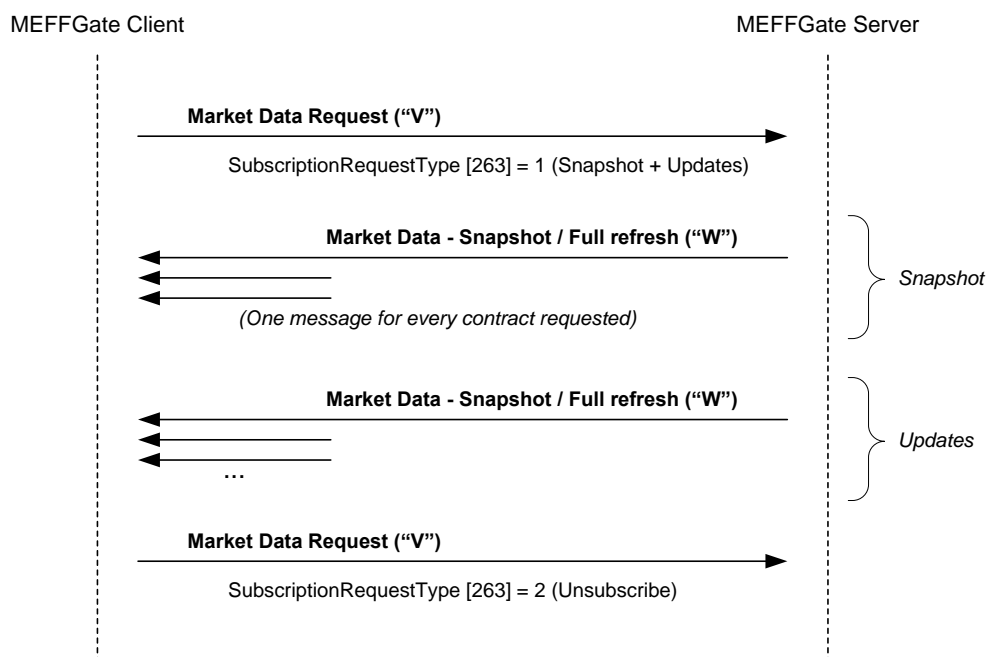 MEFFGate Client
MEFFGate Server
Market Data Request (“V”)
SubscriptionRequestType [263] = 1 (Snapshot + Updates)
Market Data - Snapshot / Full refresh (“W”)
Snapshot
(One message for every contract requested)
Market Data - Snapshot / Full refresh (“W”)
Updates
...
Market Data Request (“V”)
SubscriptionRequestType [263] = 2 (Unsubscribe)